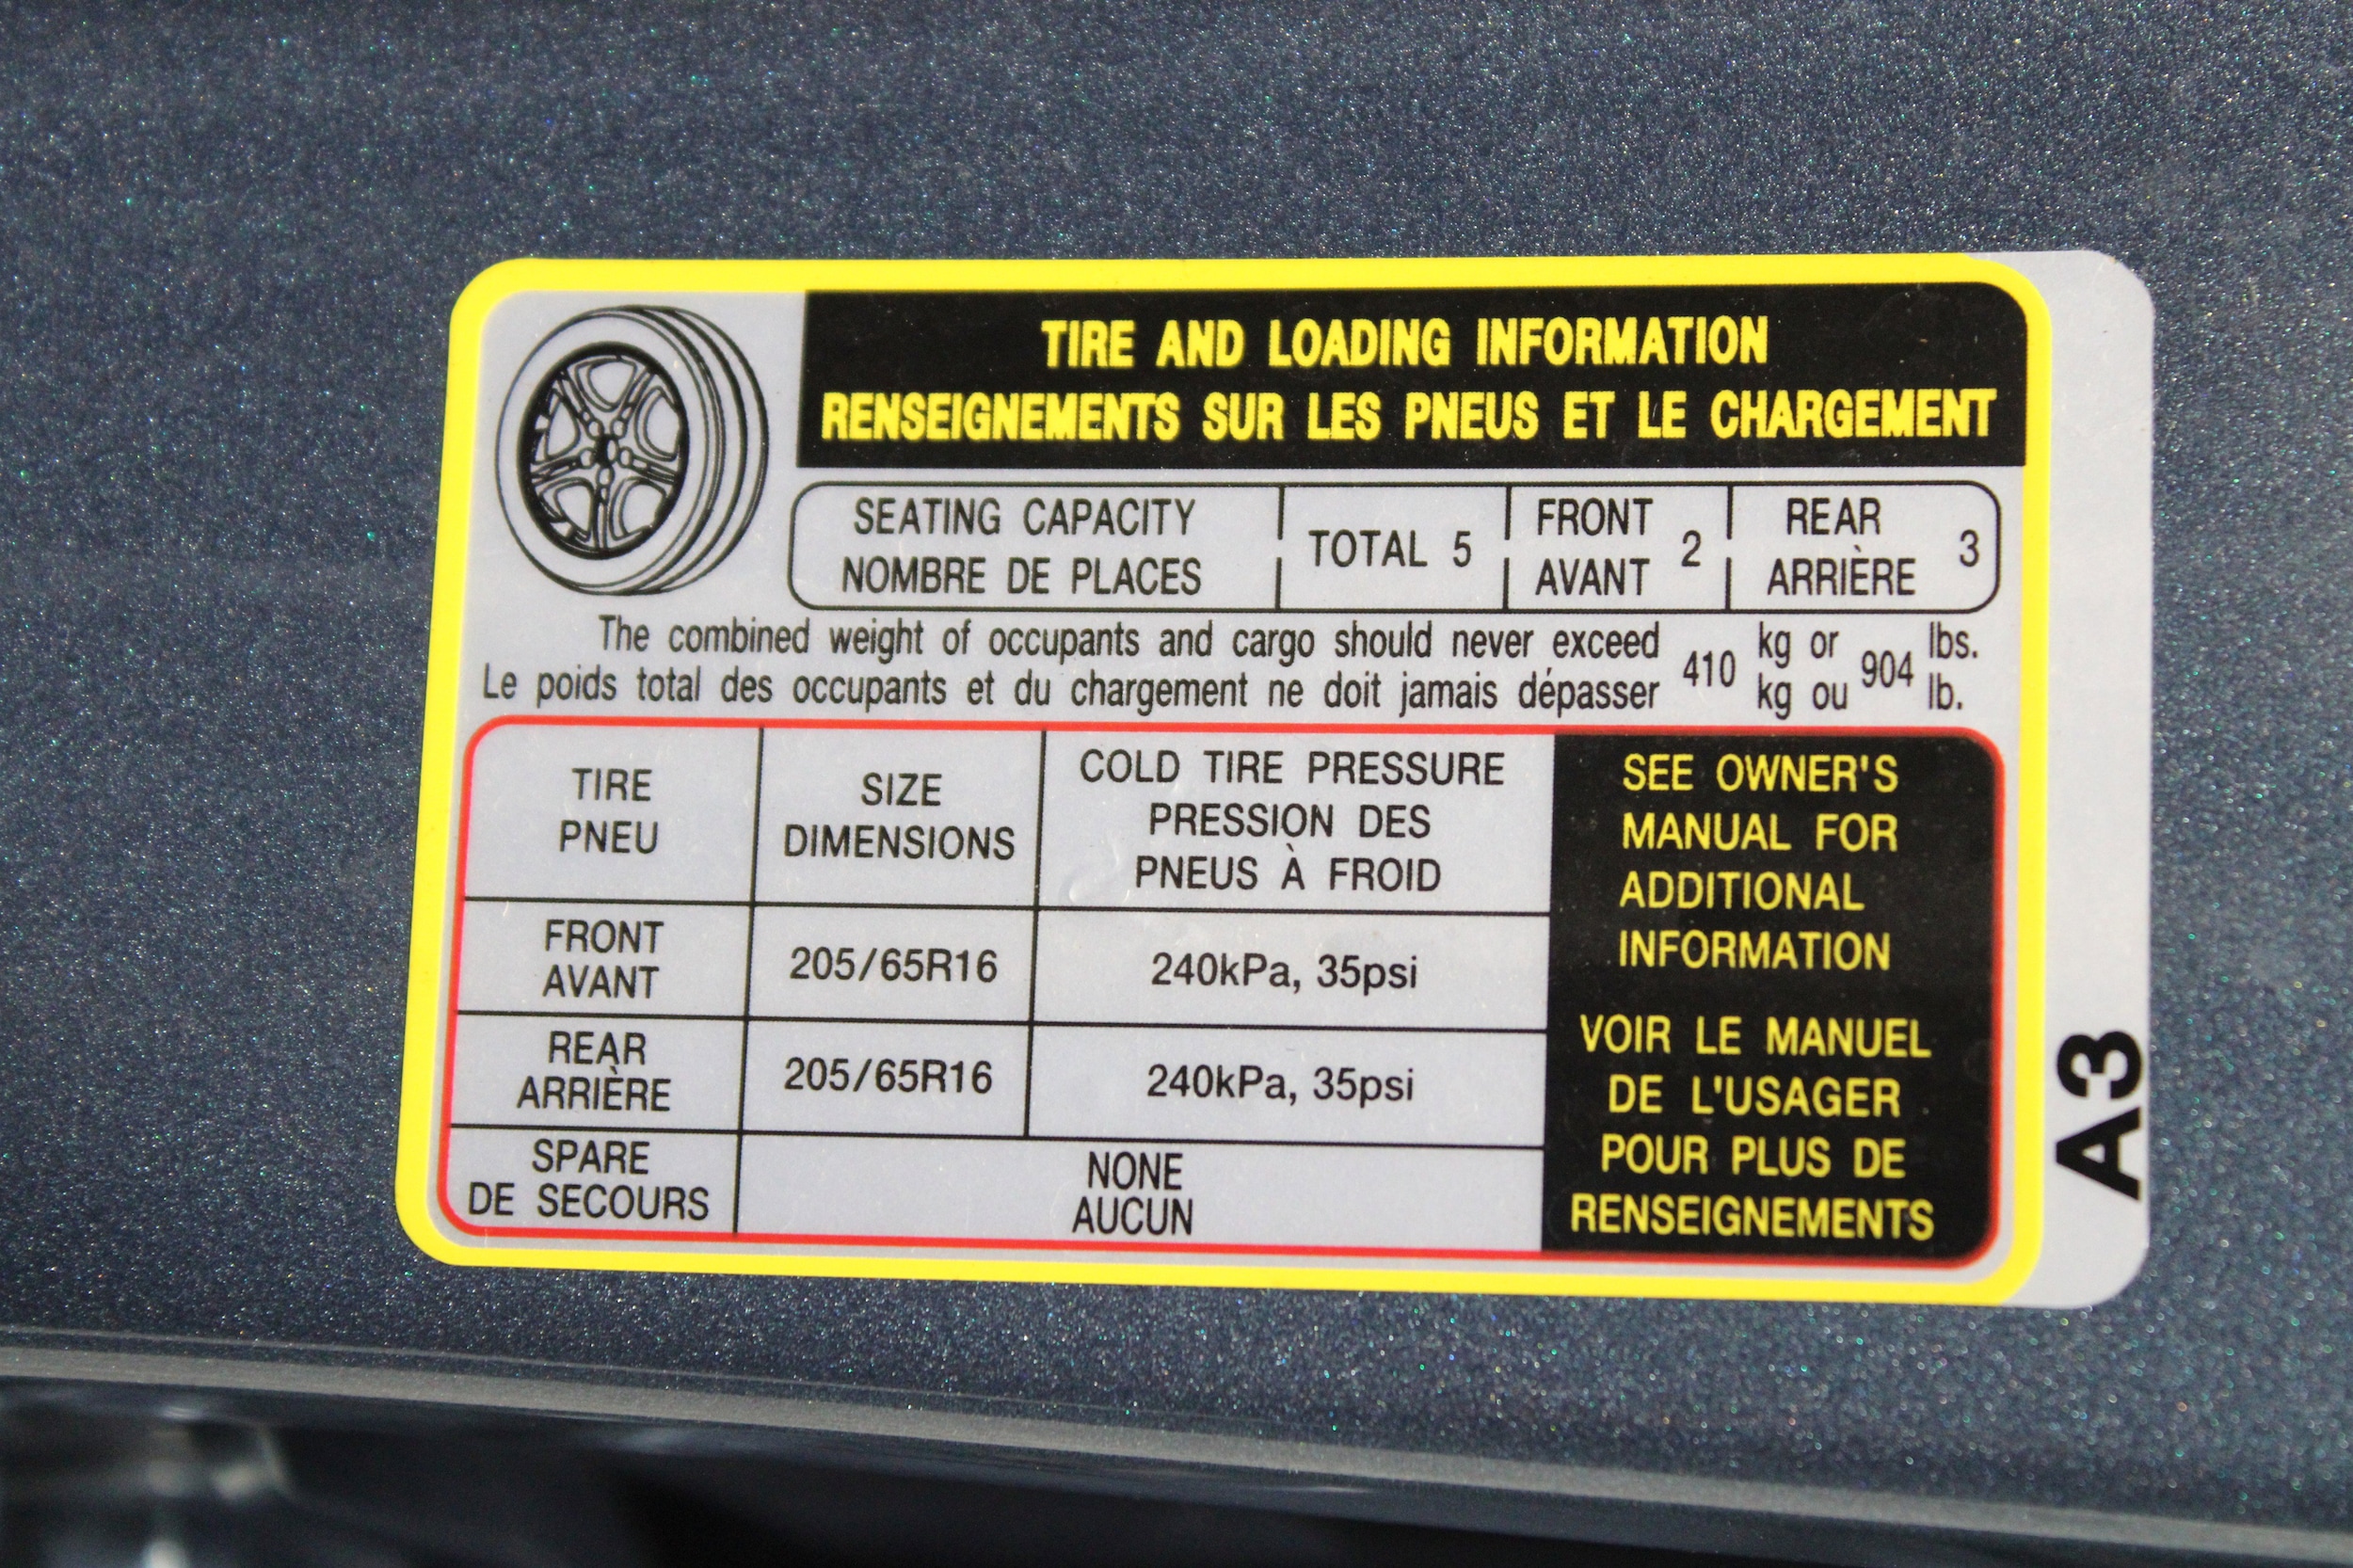 TIRE AND LOADING INFORMATION
RENSEIGNEMENTS SUR LES PNEUS ET LE CHARGEMENT
SEATING CAPACITY
NOMBRE DE PLACES
TOTAL 5
FRONT
AVANT
2
REAR
ARRIÈRE
3
The combined weight of occupants and cargo should never exceed 410 kg or 904 lbs.
Le poids total des occupants et du chargement ne doit jamais dépasser kg ou lb.
TIRE
PNEU
SIZE
DIMENSIONS
COLD TIRE PRESSURE
PRESSION DES
PNEUS À FROID
FRONT
AVANT
205/65R16
240kPa, 35psi
REAR
ARRIÈRE
205/65R16
240kPa, 35psi
SPARE
DE SECOURS
NONE
AUCUN
SEE OWNER'S
MANUAL FOR
ADDITIONAL
INFORMATION
VOIR LE MANUEL
DE L'USAGER
POUR PLUS DE
RENSEIGNEMENTS
A3